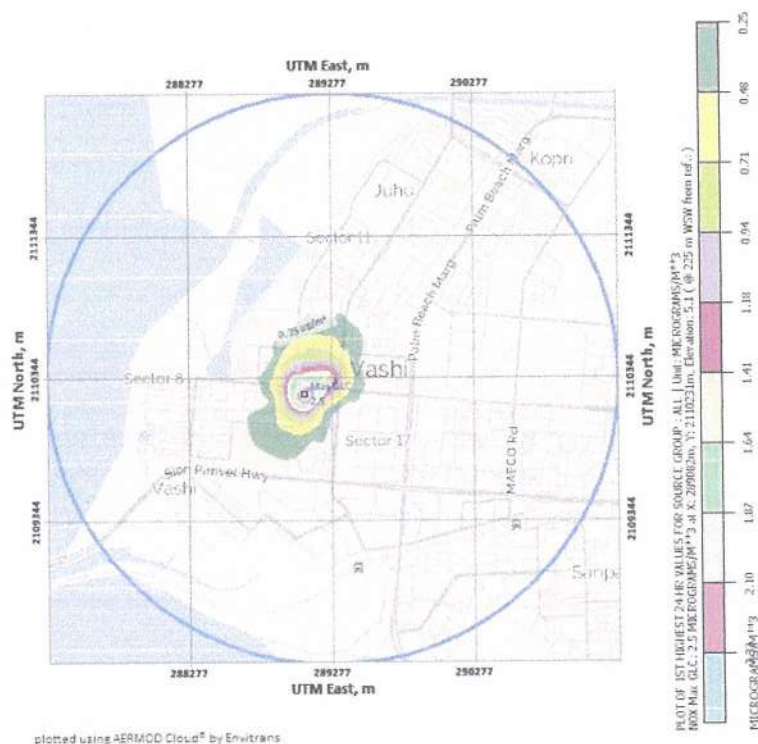 UTM East, m
288277
289277
290277
Kopri
Juhu
Palm Beach Marg
2111344
2111344
Sector 11
UTM North, m
UTM North, m
Palm Beach Marg
Vashi
Sector 8
2110344
2110344
Sector 17
MAFCO Rd
Sion Panvel Hwy
Vashi
2109344
2109344
Sanpa
288277
289277
290277
UTM East, m
plotted using AERMOD Cloud® by Envitrans
PLOT OF 1ST HIGHEST 24-HR VALUES FOR SOURCE GROUP : ALL | Unit: MICROGRAMS/M**3
NOX Max GLC: 2.5 MICROGRAMS/M**3 at X: 289082m, Y: 2110231m, Elevation: 5.1 ( @ 225 m WSW from ref.: )
0.25
0.48
0.71
0.94
1.18
1.41
1.64
1.87
2.10
MICROGRAMS/M**3